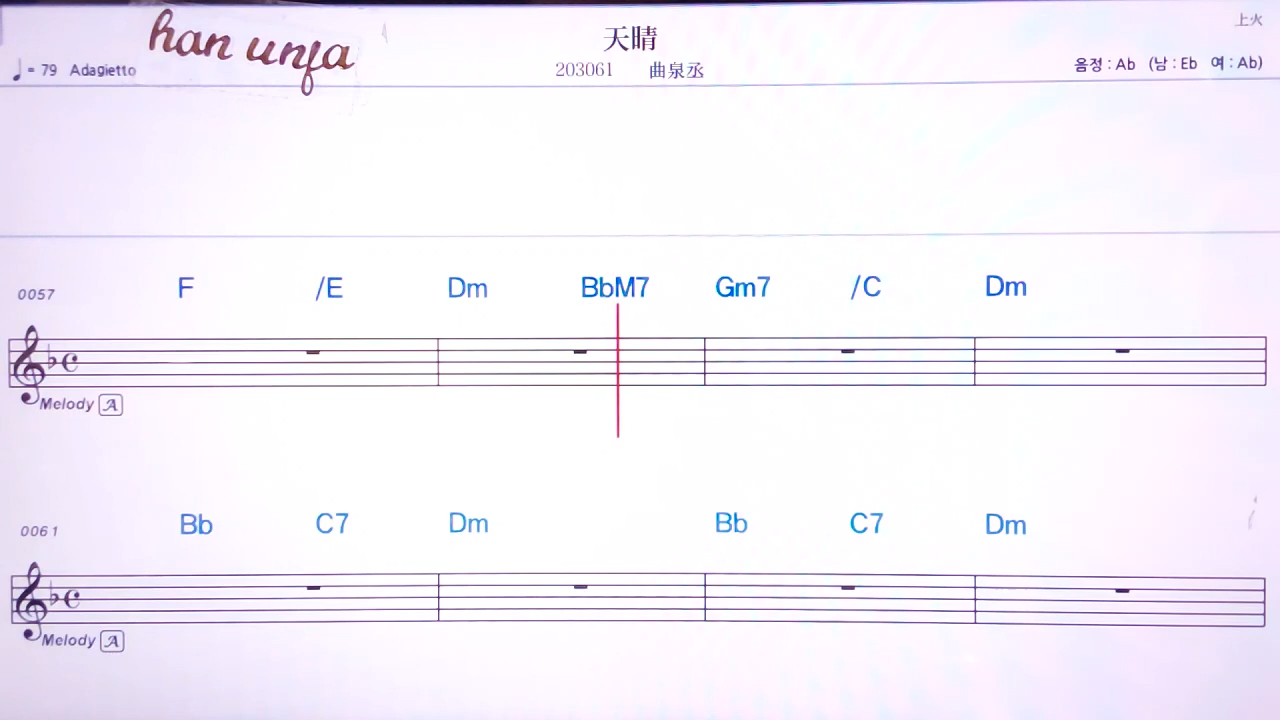 han unfa
天晴
上火
♩= 79 Adagietto
203061 曲泉丞
음정 : Ab (남 : Eb 여 : Ab)
0057 F /E Dm BbM7 Gm7 /C Dm
Melody A
0061 Bb C7 Dm Bb C7 Dm
Melody A